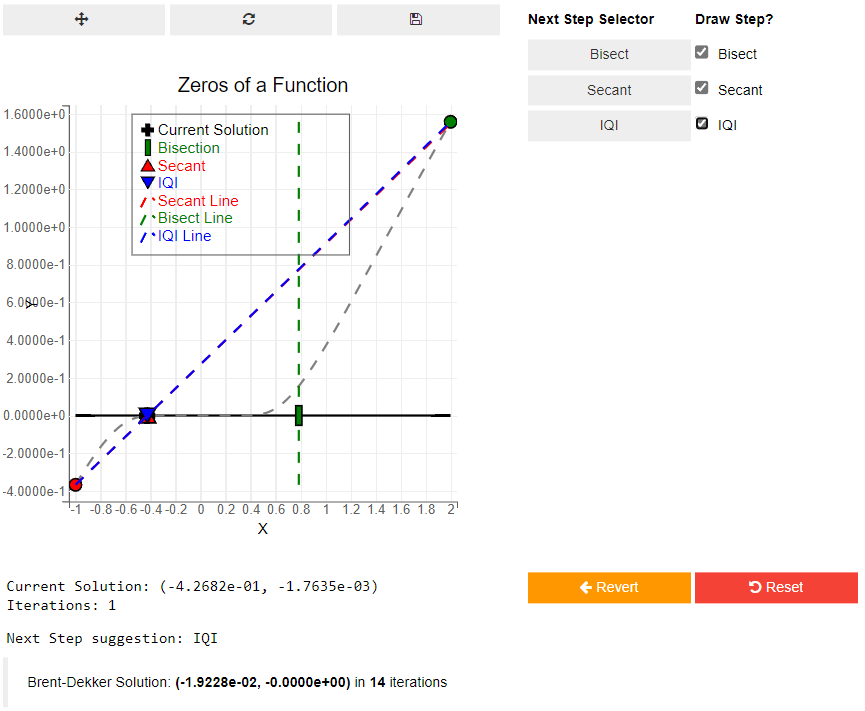 Next Step Selector Draw Step?
Bisect Bisect
Secant Secant
IQI IQI
Zeros of a Function
Current Solution
Bisection
Secant
IQI
Secant Line
Bisect Line
IQI Line
1.6000e+0
1.4000e+0
1.2000e+0
1.0000e+0
8.0000e-1
6.0000e-1
4.0000e-1
2.0000e-1
0.0000e+0
-2.0000e-1
-4.0000e-1
Y
-1 -0.8 -0.6 -0.4 -0.2 0 0.2 0.4 0.6 0.8 1 1.2 1.4 1.6 1.8 2
X
Current Solution: (-4.2682e-01, -1.7635e-03)
Iterations: 1
Next Step suggestion: IQI
Revert Reset
Brent-Dekker Solution: (-1.9228e-02, -0.0000e+00) in 14 iterations